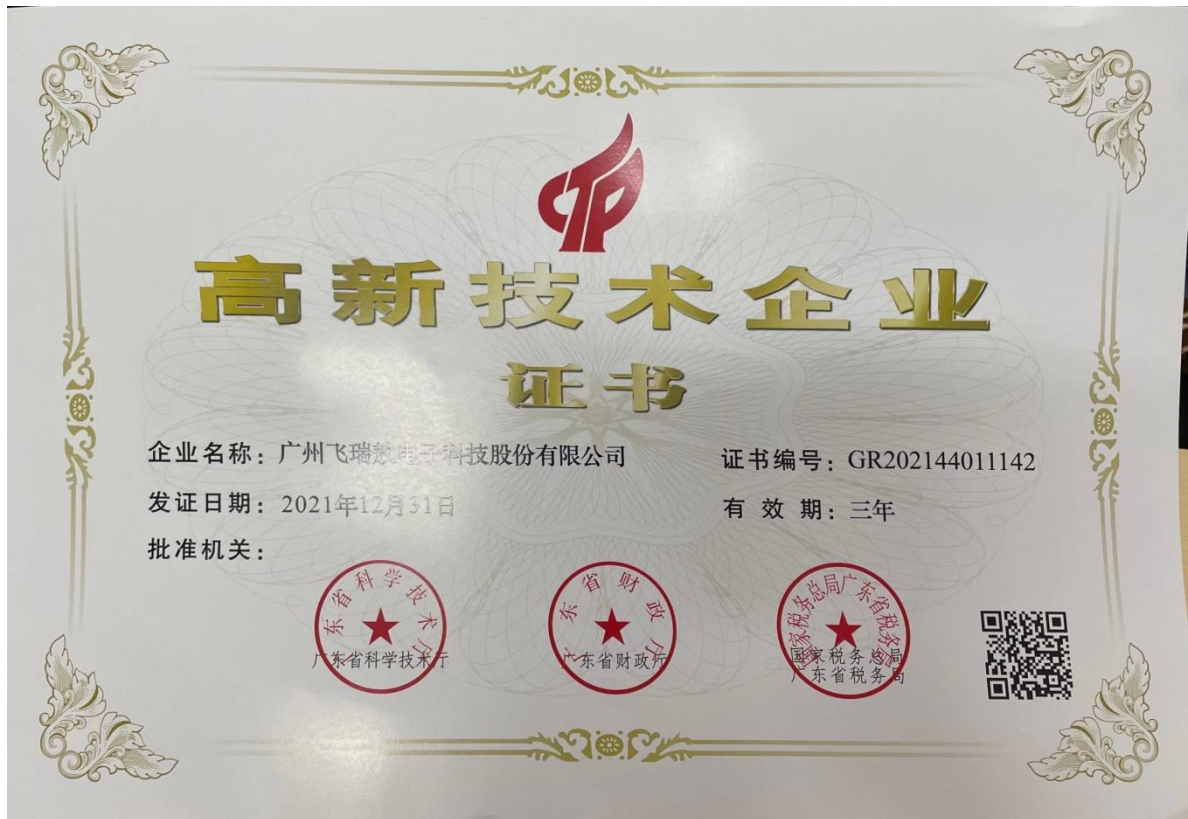 高新技术企业
证书
企业名称：广州飞瑞敖电子科技股份有限公司
证书编号：GR202144011142
发证日期：2021年12月31日
有效期：三年
批准机关：
广东省科学技术厅
广东省科学技术厅
广东省财政厅
广东省财政厅
国家税务总局广东省税务局
国家税务总局
广东省税务局